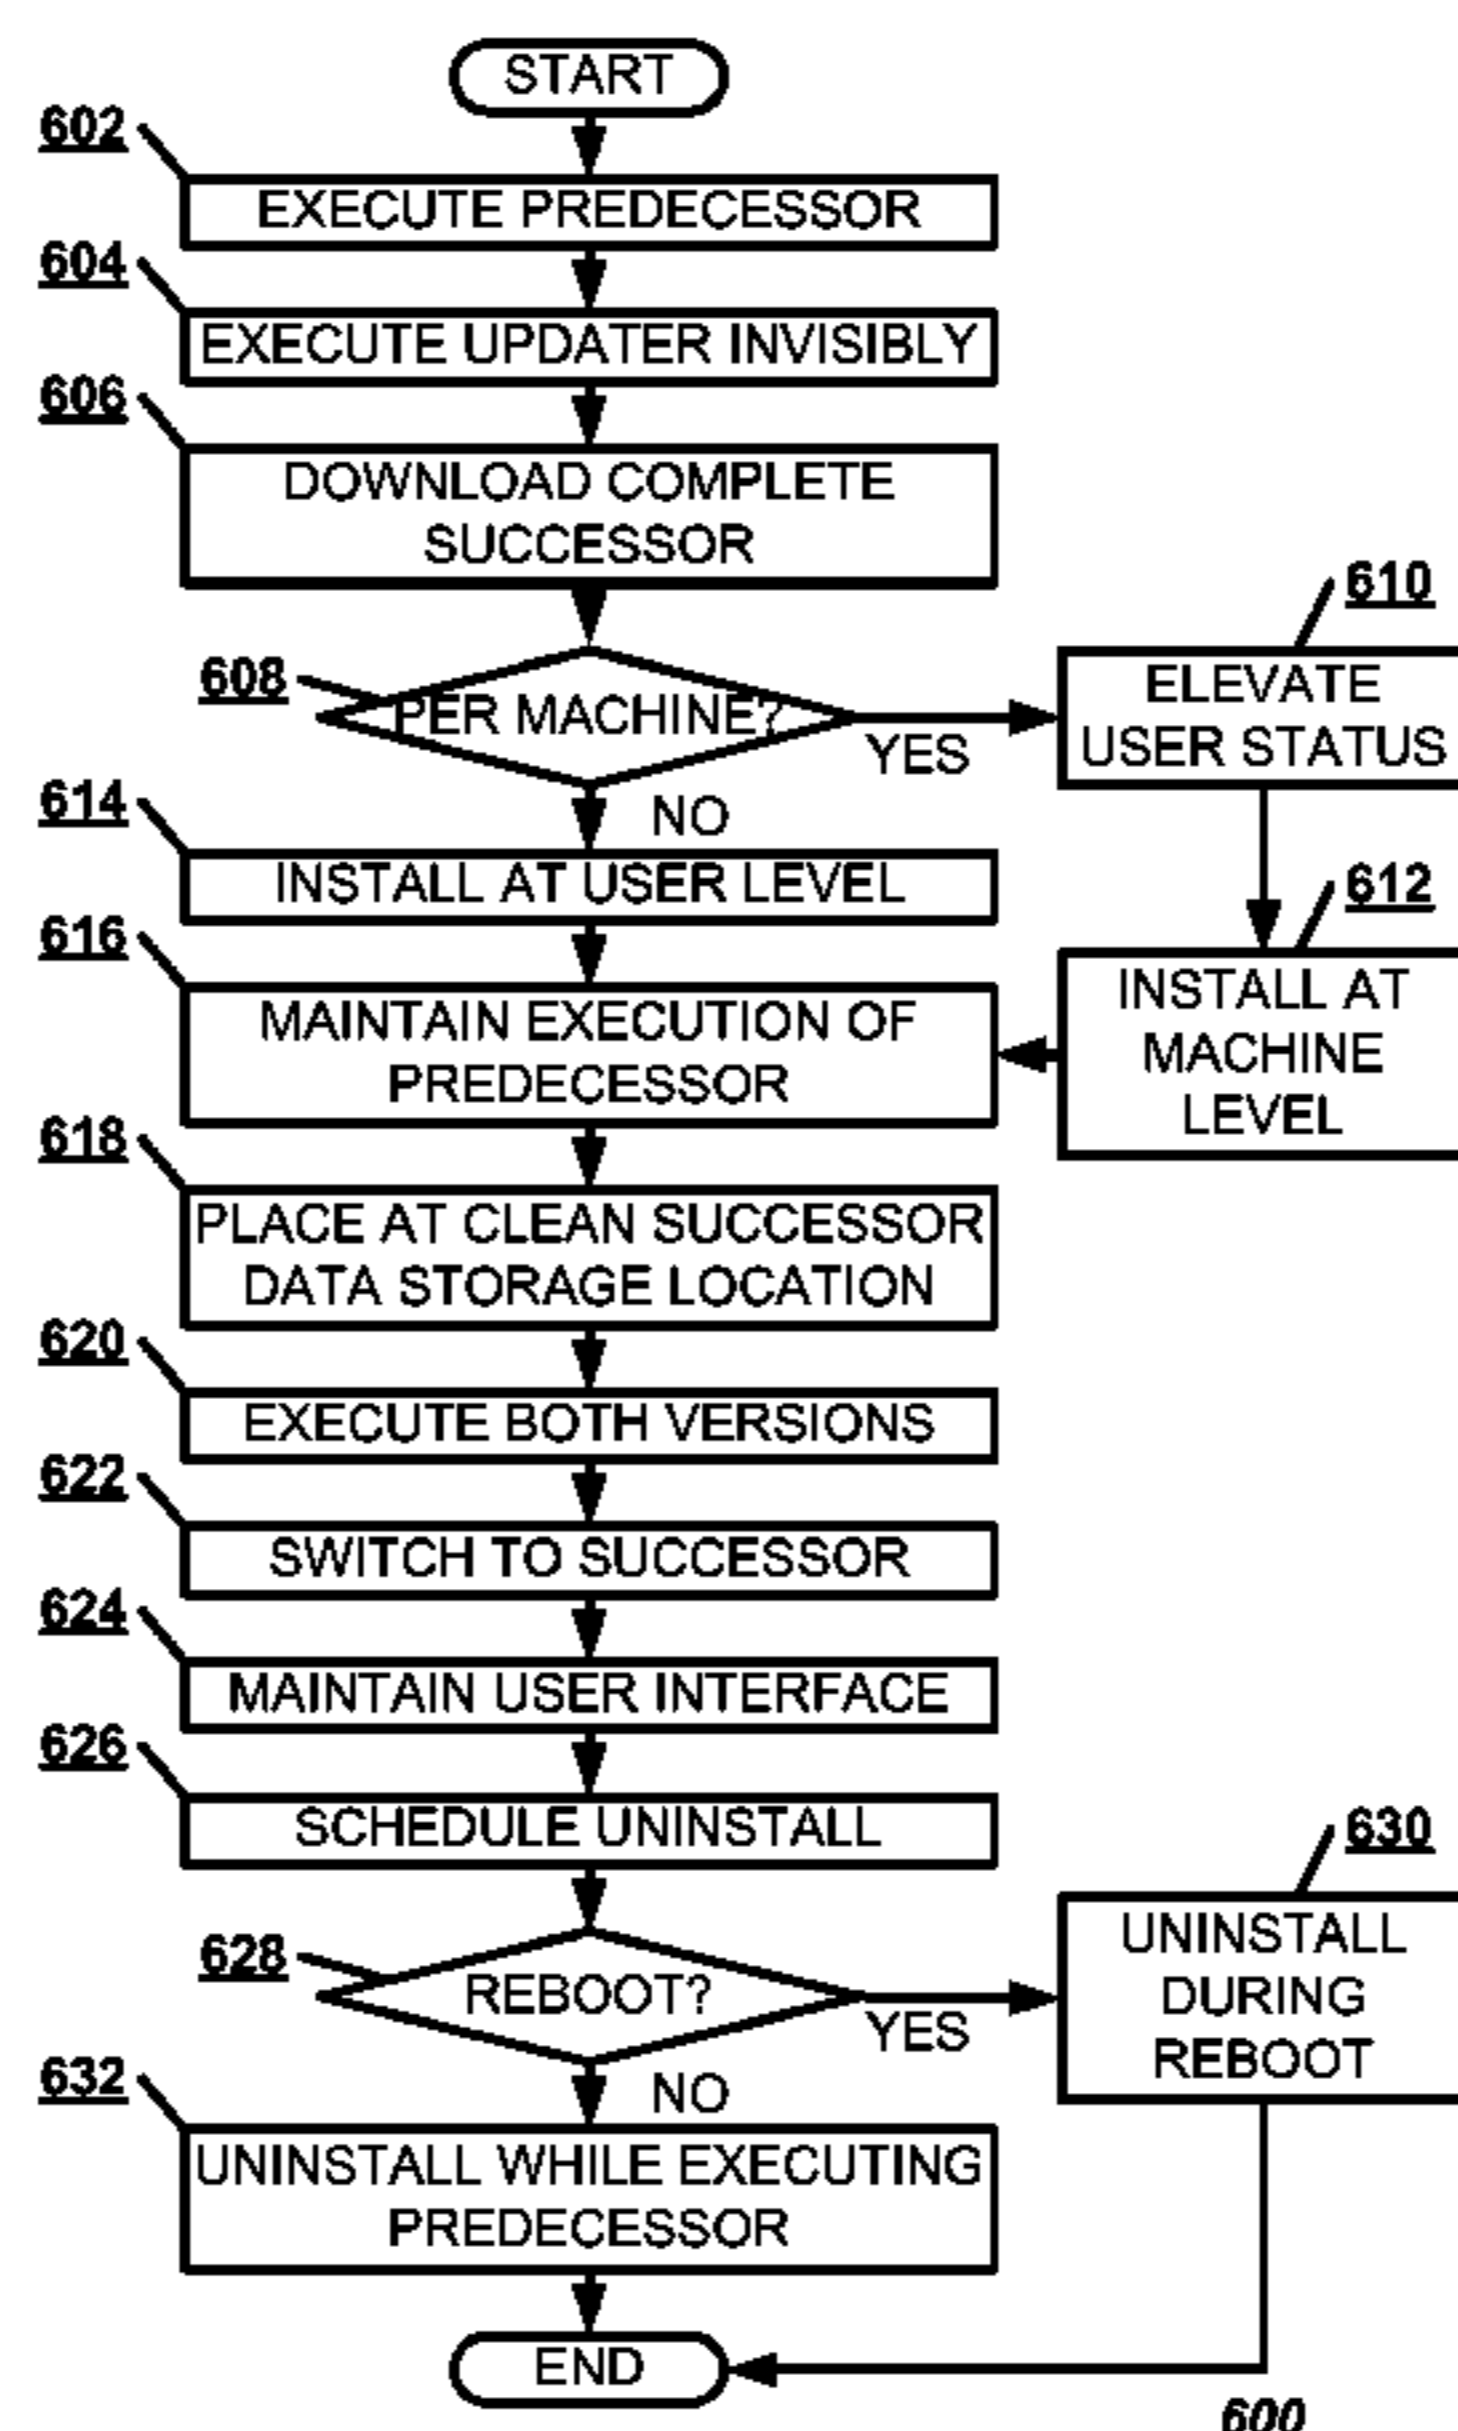 START
602
EXECUTE PREDECESSOR
604
EXECUTE UPDATER INVISIBLY
606
DOWNLOAD COMPLETE
SUCCESSOR
608
PER MACHINE?
YES
NO
610
ELEVATE
USER STATUS
612
INSTALL AT
MACHINE
LEVEL
614
INSTALL AT USER LEVEL
616
MAINTAIN EXECUTION OF
PREDECESSOR
618
PLACE AT CLEAN SUCCESSOR
DATA STORAGE LOCATION
620
EXECUTE BOTH VERSIONS
622
SWITCH TO SUCCESSOR
624
MAINTAIN USER INTERFACE
626
SCHEDULE UNINSTALL
628
REBOOT?
YES
NO
630
UNINSTALL
DURING
REBOOT
632
UNINSTALL WHILE EXECUTING
PREDECESSOR
END
600